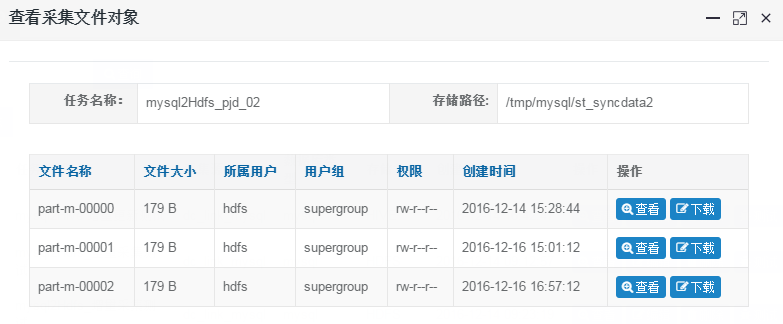 查看采集文件对象
任务名称： mysql2Hdfs_pjd_02 存储路径: /tmp/mysql/st_syncdata2
文件名称 文件大小 所属用户 用户组 权限 创建时间 操作
part-m-00000 179 B hdfs supergroup rw-r--r-- 2016-12-14 15:28:44 查看 下载
part-m-00001 179 B hdfs supergroup rw-r--r-- 2016-12-16 15:01:12 查看 下载
part-m-00002 179 B hdfs supergroup rw-r--r-- 2016-12-16 16:57:12 查看 下载